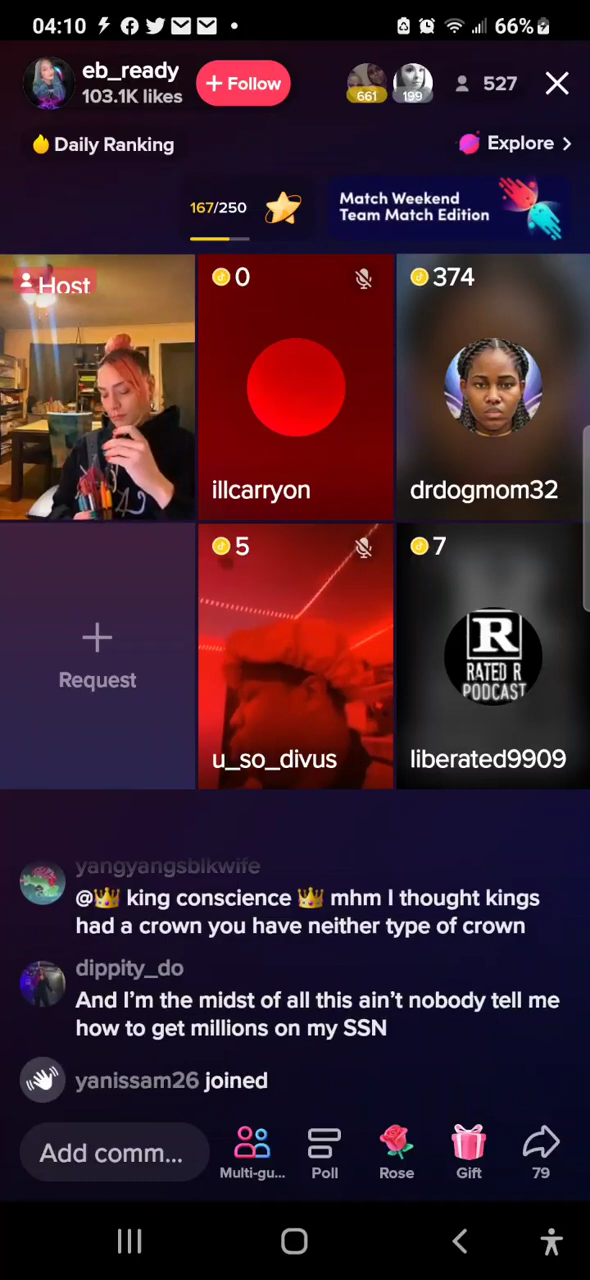 04:10
66%
eb_ready
103.1K likes
+ Follow
661
199
527
Daily Ranking
Explore >
167/250
Match Weekend
Team Match Edition
Host
0
374
illcarryon
drdogmom32
5
7
R
RATED R
PODCAST
Request
u_so_divus
liberated9909
yangyangsblkwife
@👑 king conscience 👑 mhm I thought kings
had a crown you have neither type of crown
dippity_do
And I'm the midst of all this ain't nobody tell me
how to get millions on my SSN
yanissam26 joined
Add comm...
Multi-gu...
Poll
Rose
Gift
79